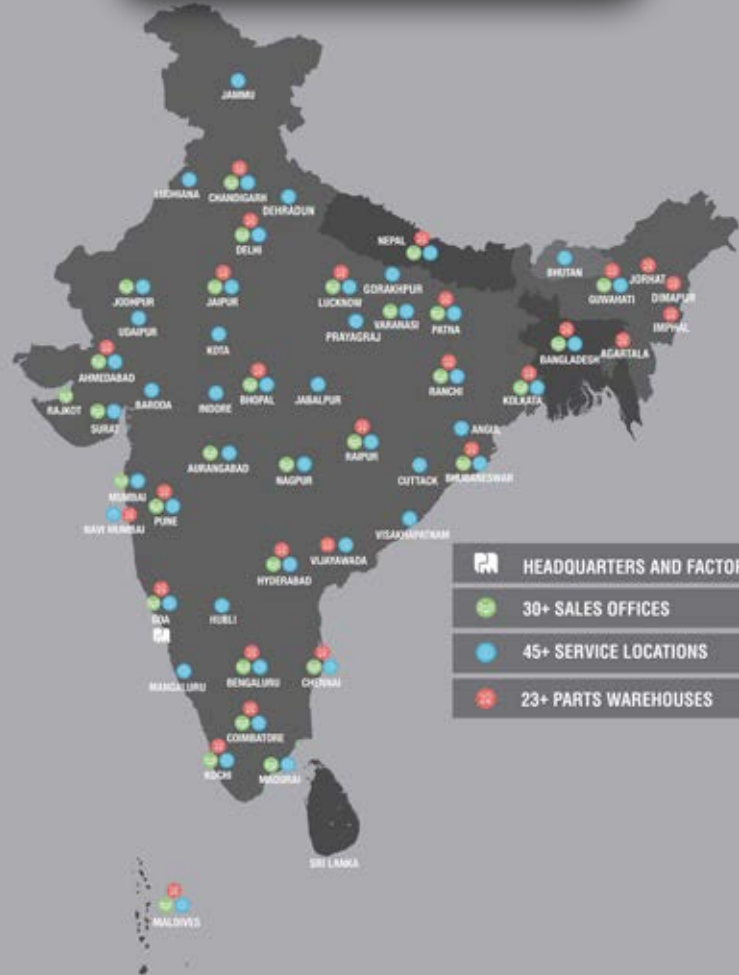 JAMMU
LUDHIANA
CHANDIGARH
DEHRADUN
DELHI
NEPAL
BHUTAN
JORHAT
GUWAHATI
DIMAPUR
IMPHAL
JODHPUR
JAIPUR
LUCKNOW
GORAKHPUR
UDAIPUR
KOTA
PRAYAGRAJ
VARANASI
PATNA
BANGLADESH
AGARTALA
AHMEDABAD
RAJKOT
SURAT
BARODA
INDORE
BHOPAL
JABALPUR
RANCHI
KOLKATA
AURANGABAD
NAGPUR
RAIPUR
ANGUL
CUTTACK
BHUBANESWAR
MUMBAI
NAVI MUMBAI
PUNE
VISAKHAPATNAM
HYDERABAD
VIJAYAWADA
GOA
HUBLI
MANGALURU
BENGALURU
CHENNAI
COIMBATORE
KOCHI
MADURAI
SRI LANKA
MALDIVES
HEADQUARTERS AND FACTOR
30+ SALES OFFICES
45+ SERVICE LOCATIONS
23+ PARTS WAREHOUSES